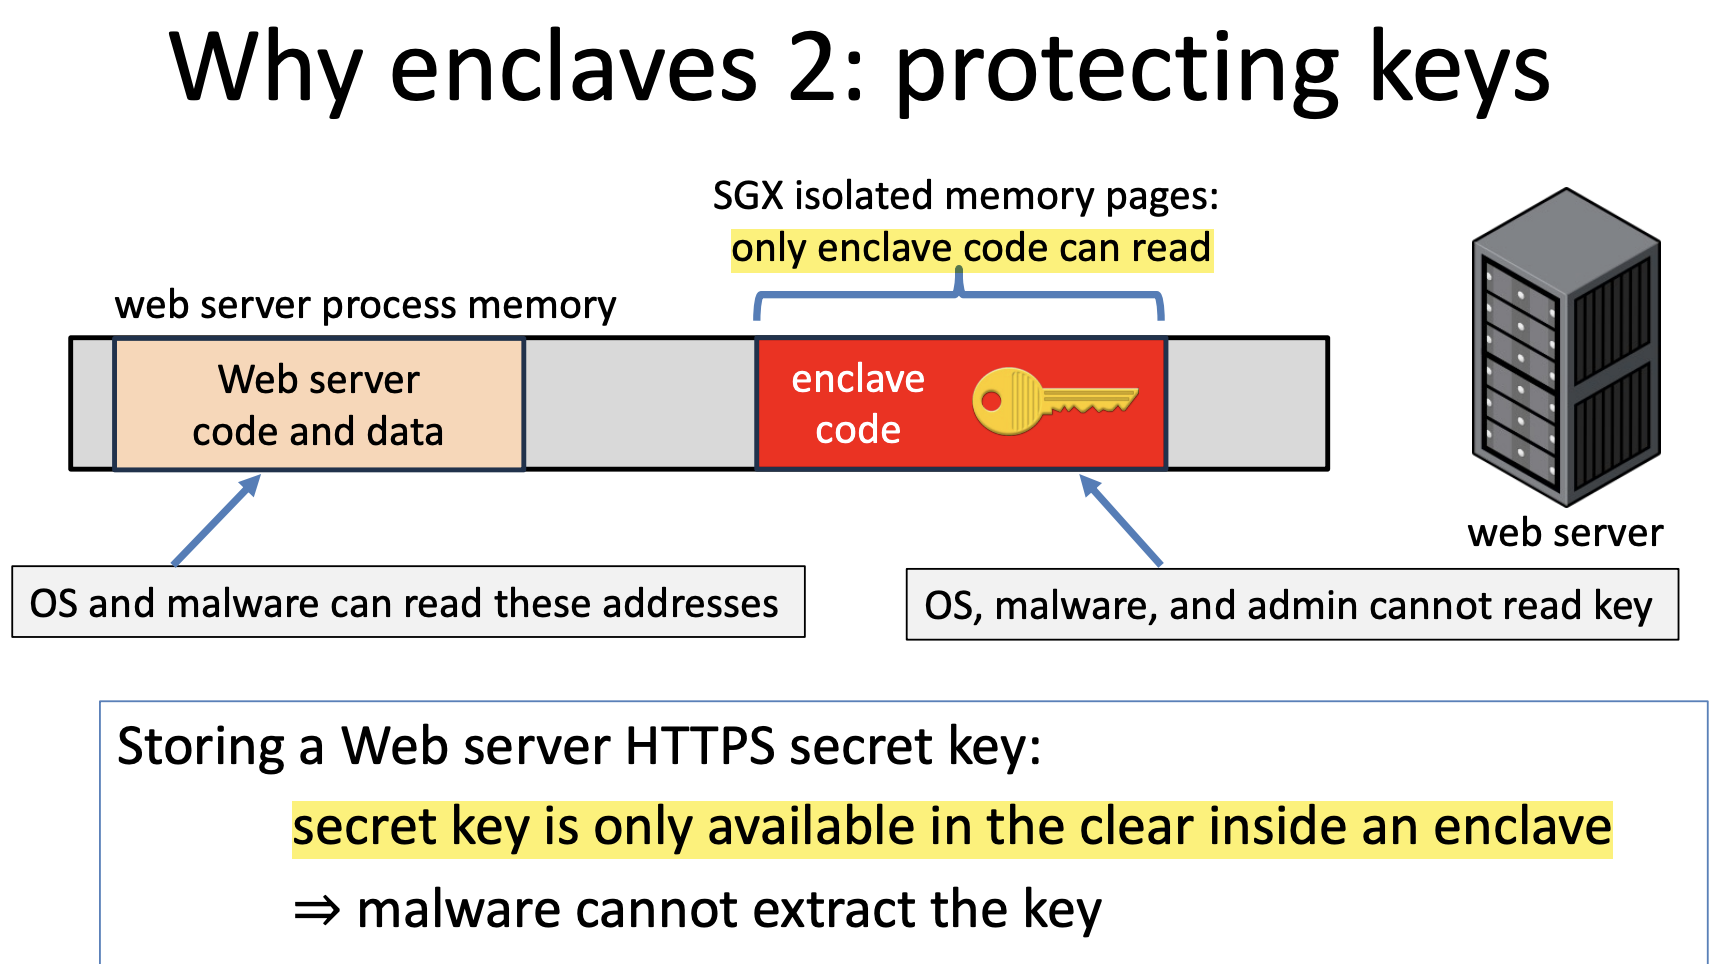 Why enclaves 2: protecting keys
SGX isolated memory pages:
only enclave code can read
web server process memory
Web server
code and data
enclave
code
web server
OS and malware can read these addresses
OS, malware, and admin cannot read key
Storing a Web server HTTPS secret key:
secret key is only available in the clear inside an enclave
⇒ malware cannot extract the key